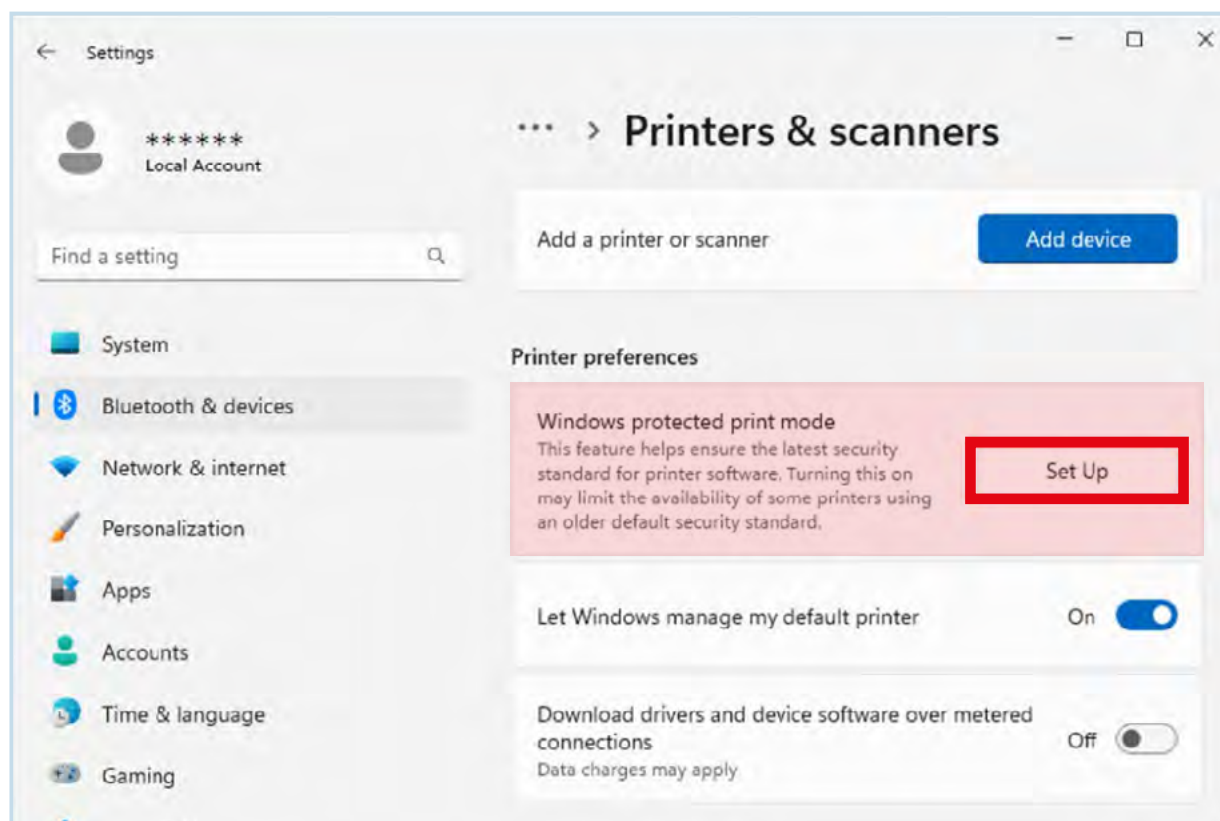 Settings
******
Local Account
Find a setting
System
Bluetooth & devices
Network & internet
Personalization
Apps
Accounts
Time & language
Gaming
··· > Printers & scanners
Add a printer or scanner
Add device
Printer preferences
Windows protected print mode
This feature helps ensure the latest security
standard for printer software. Turning this on
may limit the availability of some printers using
an older default security standard.
Set Up
Let Windows manage my default printer
On
Download drivers and device software over metered
connections
Data charges may apply
Off